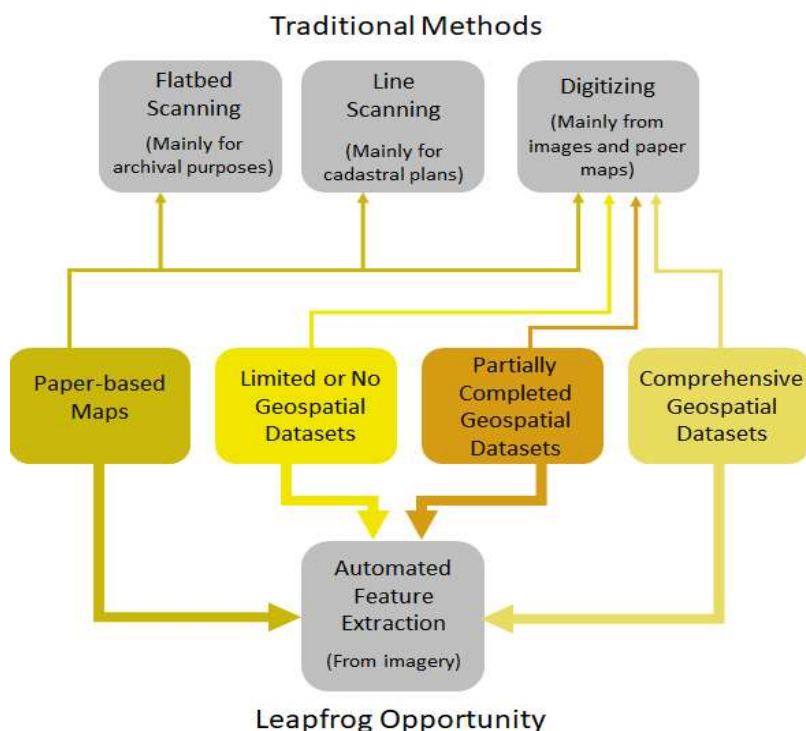 Traditional Methods
Flatbed
Scanning
(Mainly for
archival purposes)
Line
Scanning
(Mainly for
cadastral plans)
Digitizing
(Mainly from
images and paper
maps)
Paper-based
Maps
Limited or No
Geospatial
Datasets
Partially
Completed
Geospatial
Datasets
Comprehensive
Geospatial
Datasets
Automated
Feature
Extraction
(From imagery)
Leapfrog Opportunity